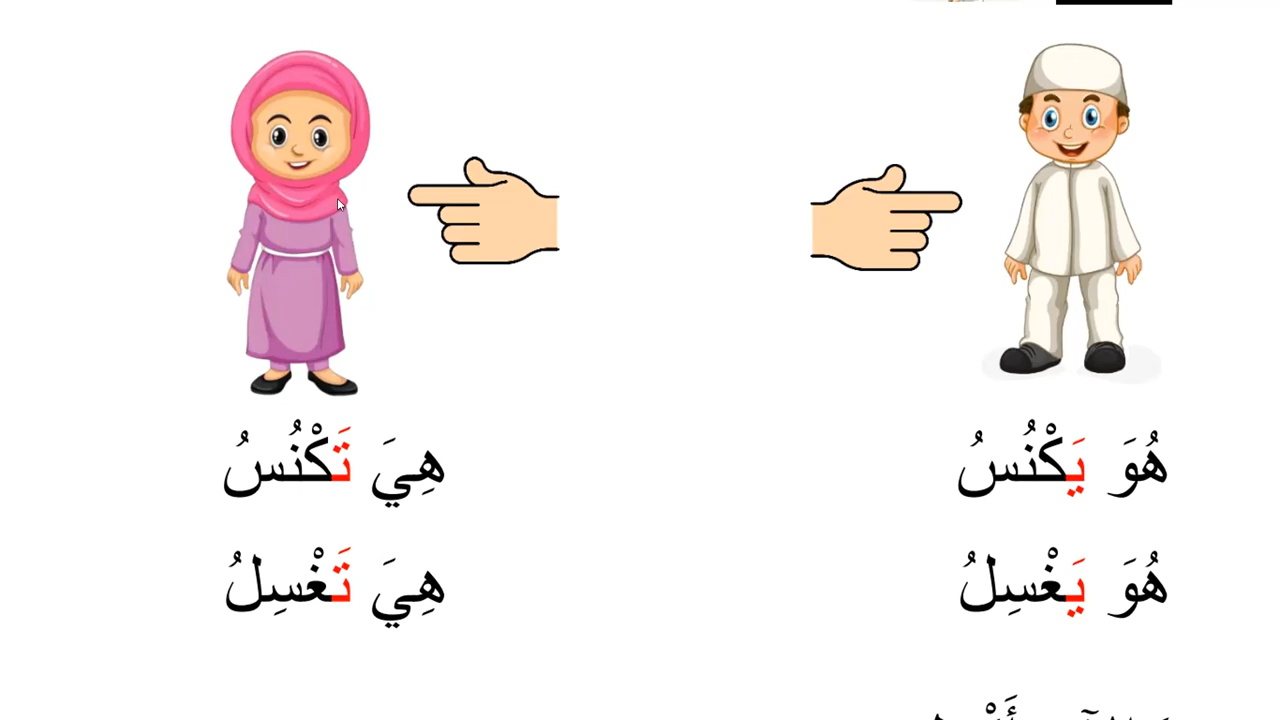 هُوَ يَكْنُسُ
هِيَ تَكْنُسُ
هُوَ يَغْسِلُ
هِيَ تَغْسِلُ